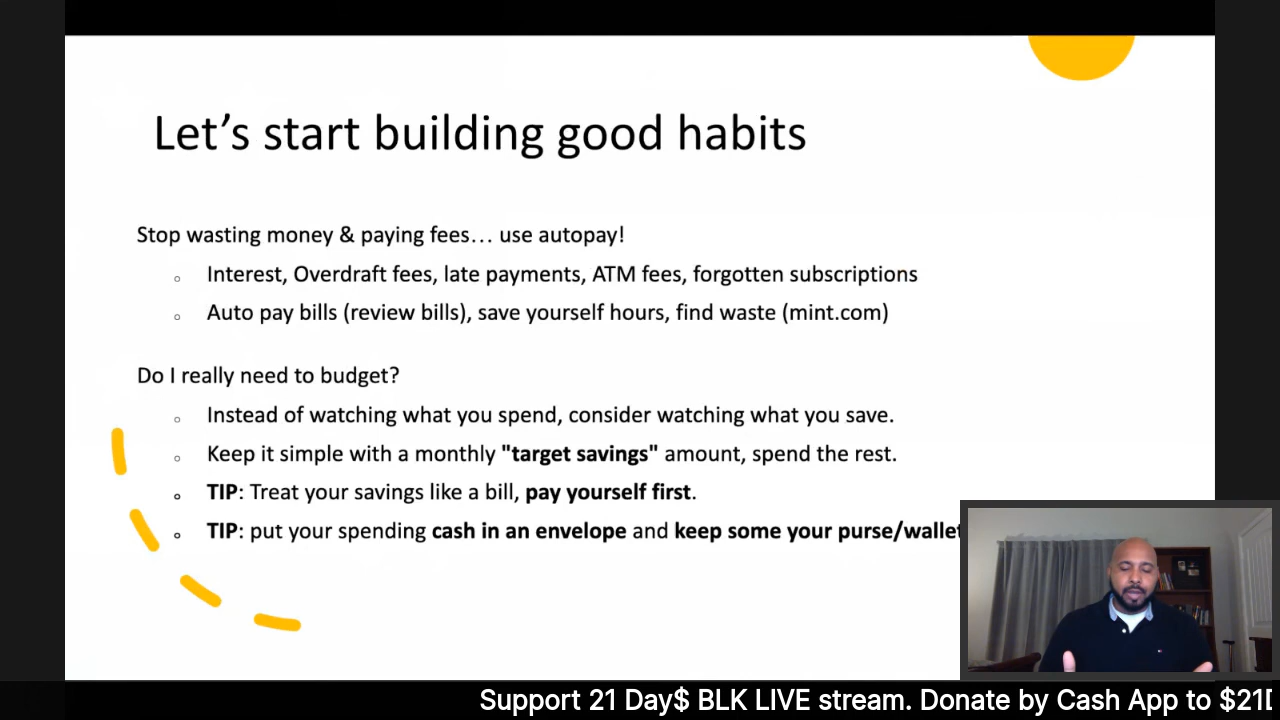 Let's start building good habits
Stop wasting money & paying fees… use autopay!
Interest, Overdraft fees, late payments, ATM fees, forgotten subscriptions
Auto pay bills (review bills), save yourself hours, find waste (mint.com)
Do I really need to budget?
Instead of watching what you spend, consider watching what you save.
Keep it simple with a monthly "target savings" amount, spend the rest.
TIP: Treat your savings like a bill, pay yourself first.
TIP: put your spending cash in an envelope and keep some your purse/wallet
Support 21 Day$ BLK LIVE stream. Donate by Cash App to